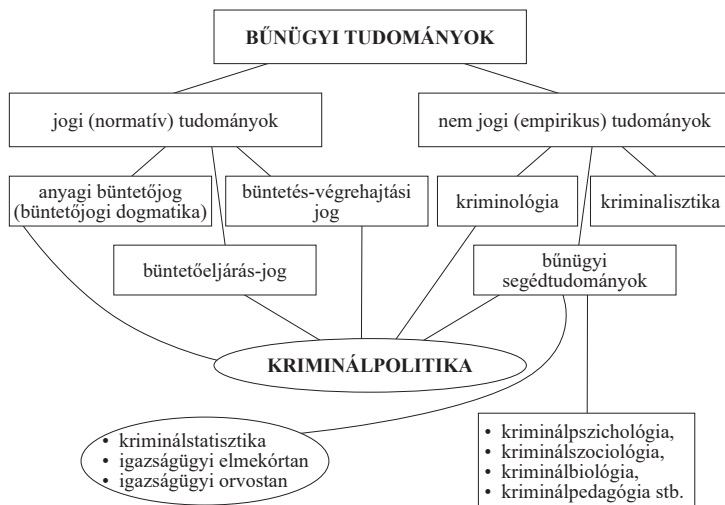 BŰNÜGYI TUDOMÁNYOK
jogi (normatív) tudományok
nem jogi (empirikus) tudományok
anyagi büntetőjog
(büntetőjogi dogmatika)
büntetés-végrehajtási
jog
kriminológia
kriminalisztika
büntetőeljárás-jog
bűnügyi
segédtudományok
KRIMINÁLPOLITIKA
• kriminálstatisztika
• igazságügyi elmekórtan
• igazságügyi orvostan
• kriminálpszichológia,
• kriminálszociológia,
• kriminálbiológia,
• kriminálpedagógia stb.